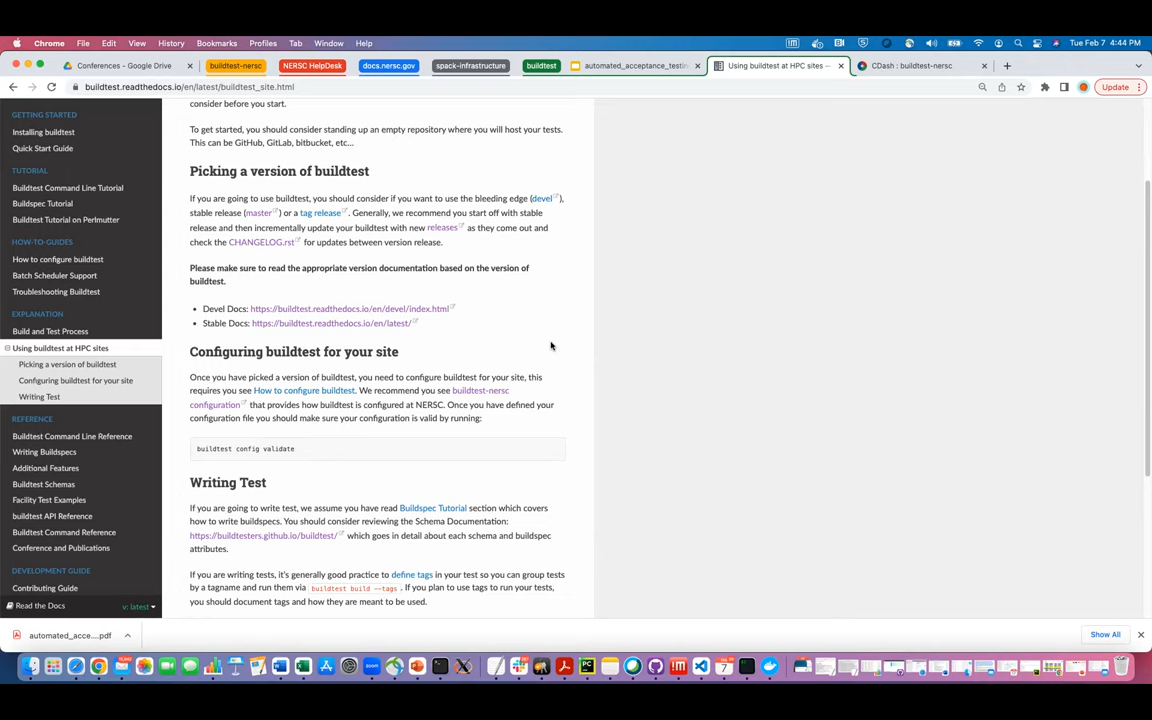 Chrome File Edit View History Bookmarks Profiles Tab Window Help Tue Feb 7 4:44 PM
Conferences - Google Drive buildtest-nersc NERSC HelpDesk docs.nersc.gov spack-infrastructure buildtest automated_acceptance_testin Using buildtest at HPC sites — CDash : buildtest-nersc
buildtest.readthedocs.io/en/latest/buildtest_site.html Update
GETTING STARTED
Installing buildtest
Quick Start Guide
TUTORIAL
Buildtest Command Line Tutorial
Buildspec Tutorial
Buildtest Tutorial on Perlmutter
HOW-TO-GUIDES
How to configure buildtest
Batch Scheduler Support
Troubleshooting Buildtest
EXPLANATION
Build and Test Process
Using buildtest at HPC sites
Picking a version of buildtest
Configuring buildtest for your site
Writing Test
REFERENCE
Buildtest Command Line Reference
Writing Buildspecs
Additional Features
Buildtest Schemas
Facility Test Examples
buildtest API Reference
Buildtest Command Reference
Conference and Publications
DEVELOPMENT GUIDE
Contributing Guide
Read the Docs v: latest
consider before you start.
To get started, you should consider standing up an empty repository where you will host your tests.
This can be GitHub, GitLab, bitbucket, etc...
Picking a version of buildtest
If you are going to use buildtest, you should consider if you want to use the bleeding edge (devel),
stable release (master) or a tag release. Generally, we recommend you start off with stable
release and then incrementally update your buildtest with new releases as they come out and
check the CHANGELOG.rst for updates between version release.
Please make sure to read the appropriate version documentation based on the version of
buildtest.
• Devel Docs: https://buildtest.readthedocs.io/en/devel/index.html
• Stable Docs: https://buildtest.readthedocs.io/en/latest/
Configuring buildtest for your site
Once you have picked a version of buildtest, you need to configure buildtest for your site, this
requires you see How to configure buildtest. We recommend you see buildtest-nersc
configuration that provides how buildtest is configured at NERSC. Once you have defined your
configuration file you should make sure your configuration is valid by running:
buildtest config validate
Writing Test
If you are going to write test, we assume you have read Buildspec Tutorial section which covers
how to write buildspecs. You should consider reviewing the Schema Documentation:
https://buildtesters.github.io/buildtest/ which goes in detail about each schema and buildspec
attributes.
If you are writing tests, it's generally good practice to define tags in your test so you can group tests
by a tagname and run them via buildtest build --tags . If you plan to use tags to run your tests,
you should document tags and how they are meant to be used.
automated_acce....pdf Show All